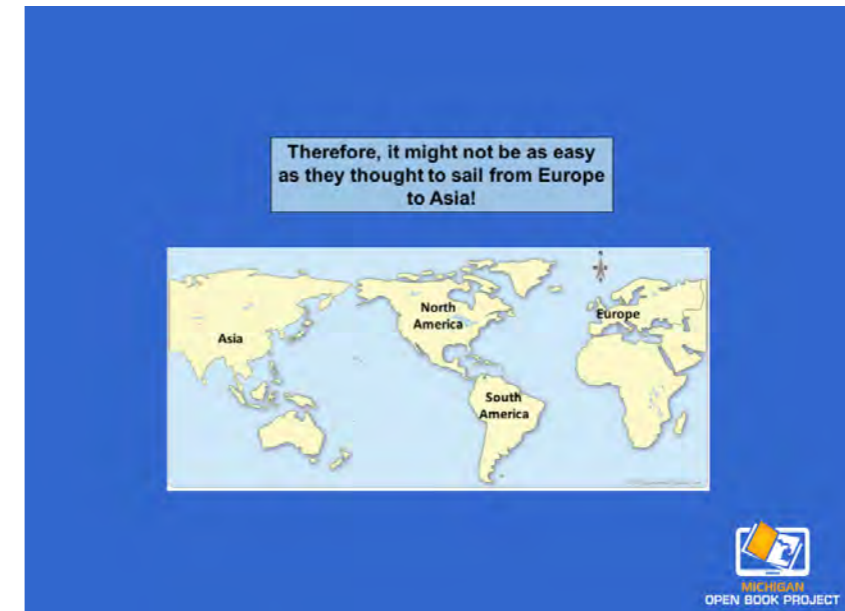 Therefore, it might not be as easy
as they thought to sail from Europe
to Asia!
North
America
Europe
Asia
South
America
MICHIGAN
OPEN BOOK PROJECT